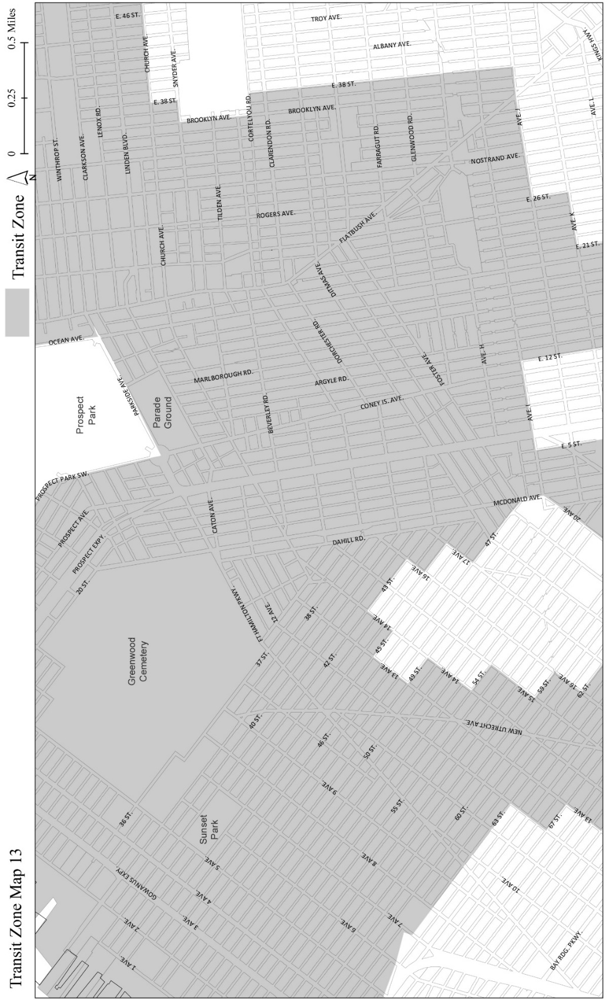 Transit Zone Map 13
Transit Zone
N
0
0.25
0.5 Miles
E. 46 ST.
CHURCH AVE.
SNYDER AVE.
TROY AVE.
ALBANY AVE.
KINGS HWY.
E. 38 ST.
E. 38 ST.
BROOKLYN AVE.
BROOKLYN AVE.
CORTELYOU RD.
CLARENDON RD.
WINTHROP ST.
CLARKSON AVE.
LENOX RD.
LINDEN BLVD.
FARRAGUT RD.
GLENWOOD RD.
AVE. J
AVE. L
NOSTRAND AVE.
TILDEN AVE.
ROGERS AVE.
E. 26 ST.
AVE. K
E. 21 ST.
CHURCH AVE.
FLATBUSH AVE.
DITMAS AVE.
OCEAN AVE.
DORCHESTER RD.
AVE. H
E. 12 ST.
PARKSIDE AVE.
MARLBOROUGH RD.
ARGYLE RD.
FOSTER AVE.
Prospect
Park
Parade
Ground
BEVERLEY RD.
CONEY IS. AVE.
AVE. I
E. 5 ST.
PROSPECT PARK SW.
PROSPECT AVE.
PROSPECT EXPY.
CATON AVE.
MCDONALD AVE.
20 AVE.
DAHILL RD.
47 ST.
17 AVE.
20 ST.
16 AVE.
43 ST.
FT HAMILTON PKWY.
12 AVE.
38 ST.
14 AVE.
45 ST.
Greenwood
Cemetery
37 ST.
42 ST.
13 AVE.
49 ST.
14 AVE.
54 ST.
15 AVE.
59 ST.
16 AVE.
62 ST.
40 ST.
46 ST.
50 ST.
NEW UTRECHT AVE.
9 AVE.
36 ST.
Sunset
Park
55 ST.
60 ST.
63 ST.
67 ST.
13 AVE.
5 AVE.
8 AVE.
GOWANUS EXPY.
4 AVE.
10 AVE.
2 AVE.
3 AVE.
6 AVE.
7 AVE.
1 AVE.
BAY RDG. PKWY.